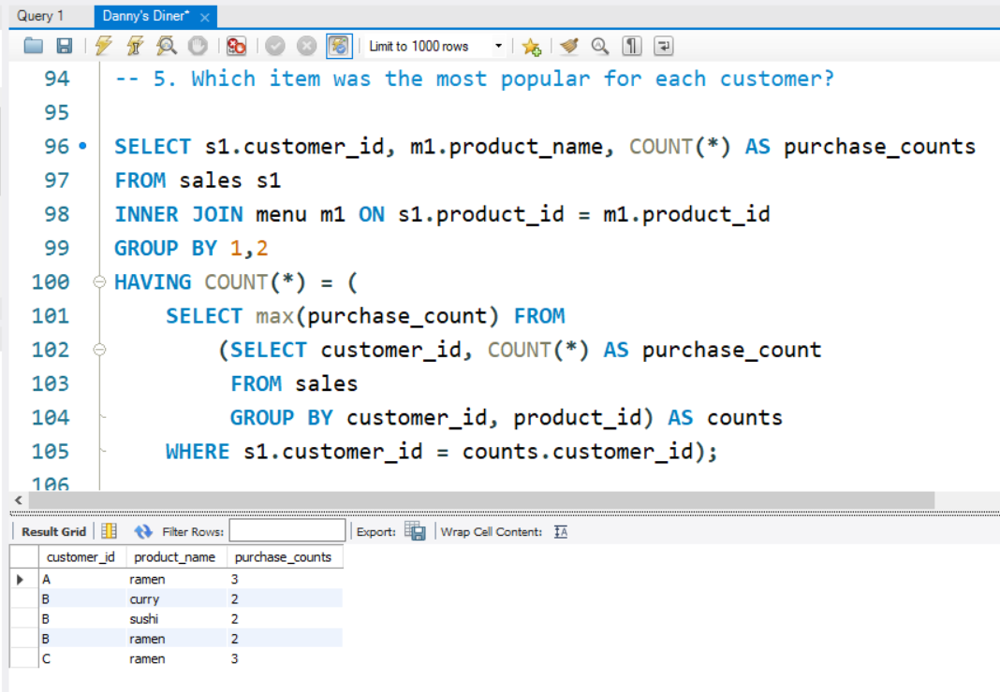 Query 1 Danny's Diner*
Limit to 1000 rows
94 -- 5. Which item was the most popular for each customer?
95
96 SELECT s1.customer_id, m1.product_name, COUNT(*) AS purchase_counts
97 FROM sales s1
98 INNER JOIN menu m1 ON s1.product_id = m1.product_id
99 GROUP BY 1,2
100 HAVING COUNT(*) = (
101 SELECT max(purchase_count) FROM
102 (SELECT customer_id, COUNT(*) AS purchase_count
103 FROM sales
104 GROUP BY customer_id, product_id) AS counts
105 WHERE s1.customer_id = counts.customer_id);
106
Result Grid Filter Rows: Export: Wrap Cell Content:
customer_id product_name purchase_counts
A ramen 3
B curry 2
B sushi 2
B ramen 2
C ramen 3